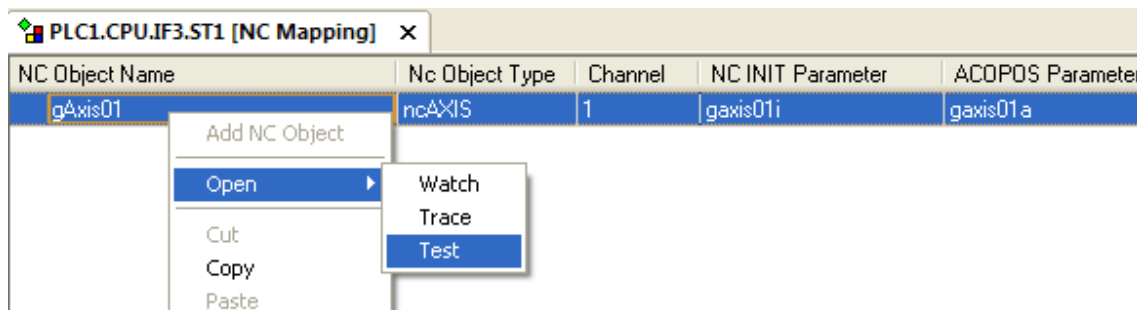 PLC1.CPU.IF3.ST1 [NC Mapping] ×
NC Object Name Nc Object Type Channel NC INIT Parameter ACOPOS Parameter
gAxis01 ncAXIS 1 gaxis01i gaxis01a
Add NC Object
Open Watch
Trace
Test
Cut
Copy
Paste